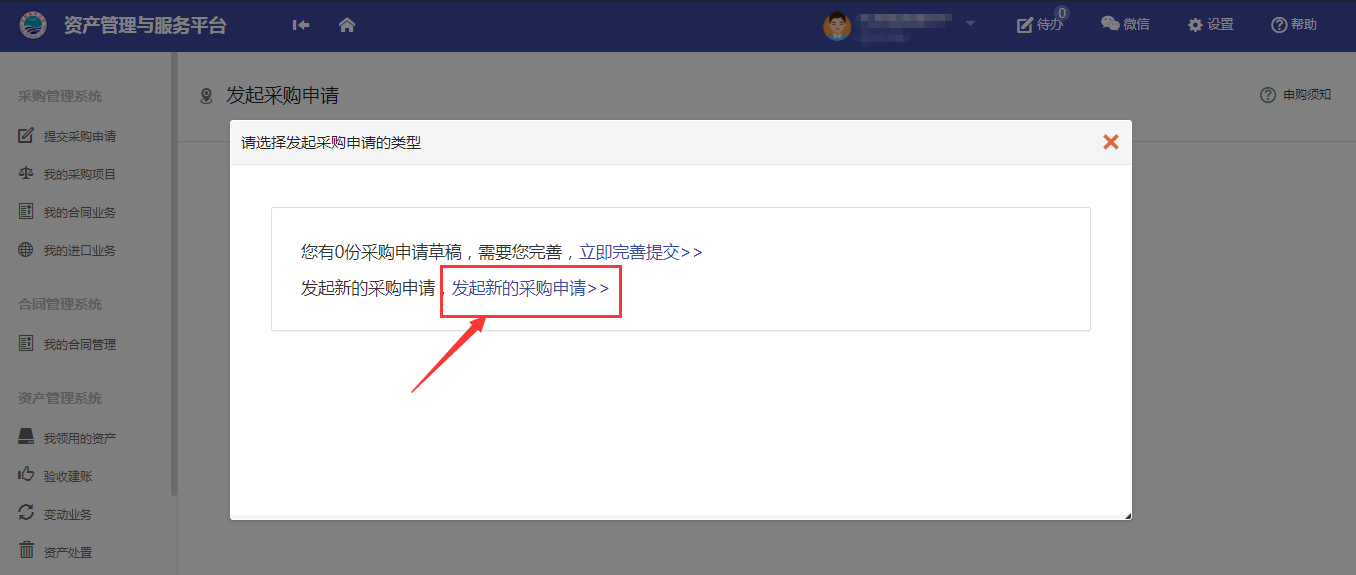 资产管理与服务平台
待办
0
微信
设置
帮助
采购管理系统
提交采购申请
我的采购项目
我的合同业务
我的进口业务
合同管理系统
我的合同管理
资产管理系统
我领用的资产
验收建账
变动业务
资产处置
发起采购申请
申购须知
请选择发起采购申请的类型
您有0份采购申请草稿，需要您完善，立即完善提交>>
发起新的采购申请，发起新的采购申请>>